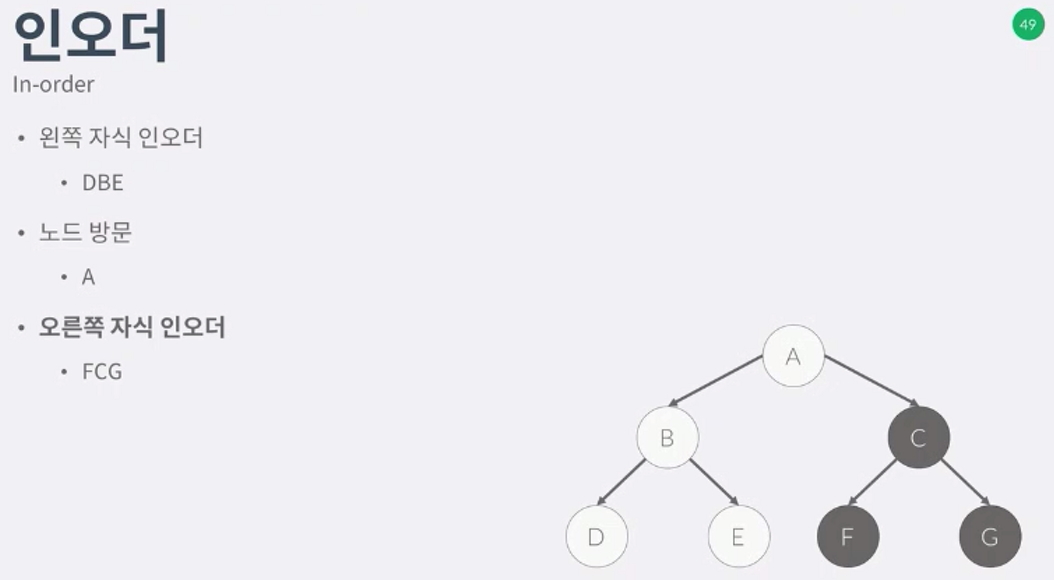 인오더
49
In-order
• 왼쪽 자식 인오더
• DBE
• 노드 방문
• A
• 오른쪽 자식 인오더
• FCG
A
B
C
D
E
F
G